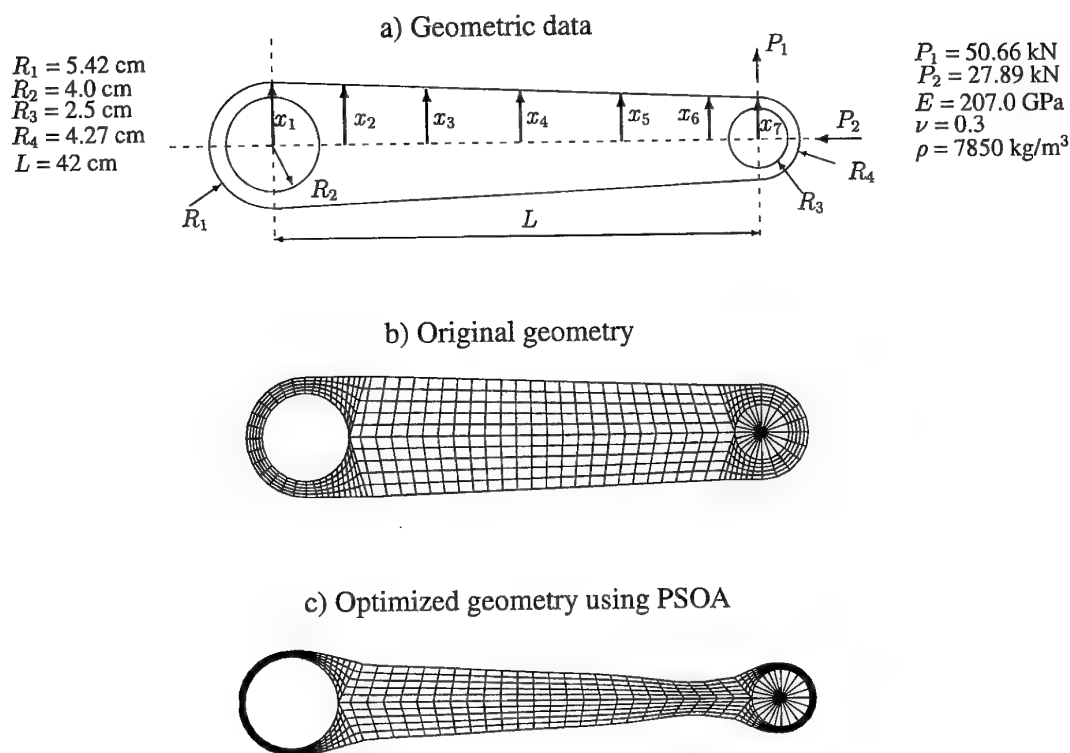 a) Geometric data
R₁ = 5.42 cm
R₂ = 4.0 cm
R₃ = 2.5 cm
R₄ = 4.27 cm
L = 42 cm
P₁ = 50.66 kN
P₂ = 27.89 kN
E = 207.0 GPa
ν = 0.3
ρ = 7850 kg/m³
P₁
x₁
x₂
x₃
x₄
x₅
x₆
x₇
P₂
R₁
R₂
R₃
R₄
L
b) Original geometry
c) Optimized geometry using PSOA